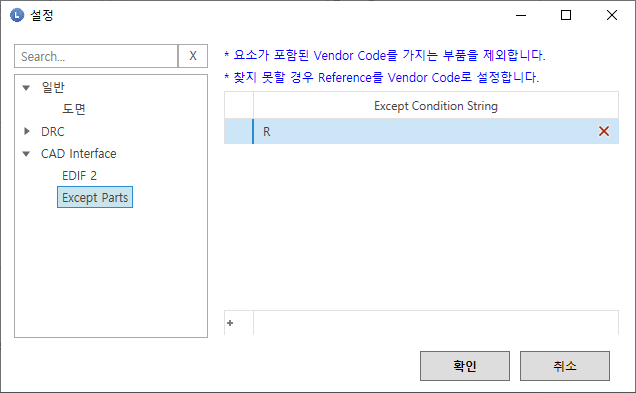 설정
Search...
X
일반
도면
DRC
CAD Interface
EDIF 2
Except Parts
* 요소가 포함된 Vendor Code를 가지는 부품을 제외합니다.
* 찾지 못할 경우 Reference를 Vendor Code로 설정합니다.
Except Condition String
R
확인
취소